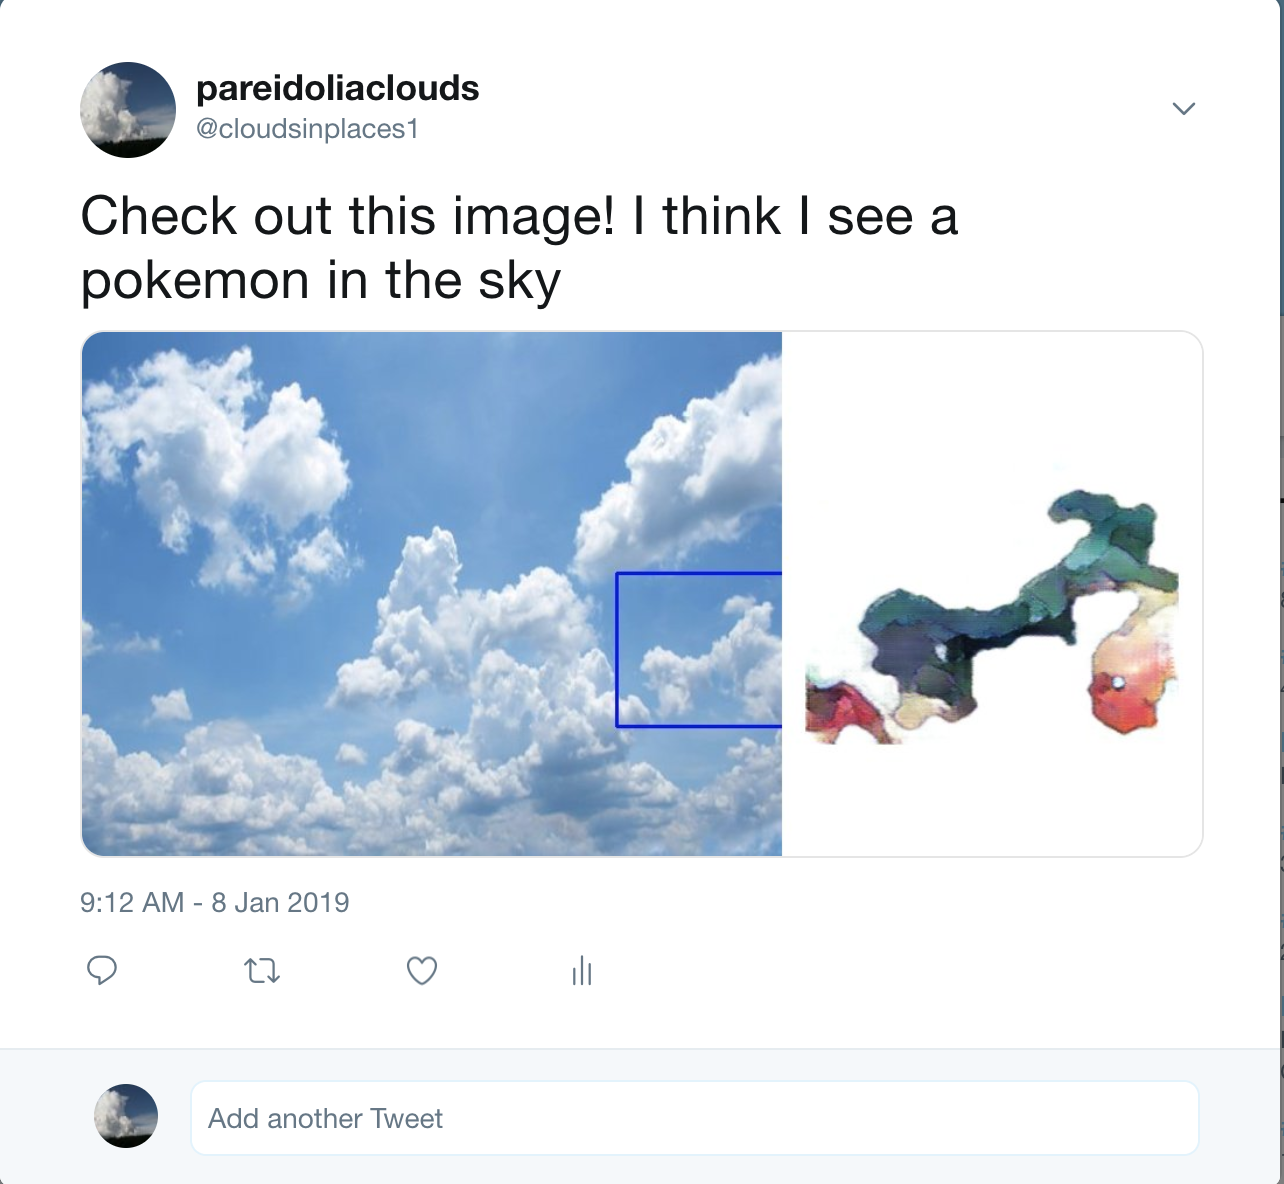 pareidoliaclouds
@cloudsinplaces1
Check out this image! I think I see a
pokemon in the sky
9:12 AM - 8 Jan 2019
Add another Tweet